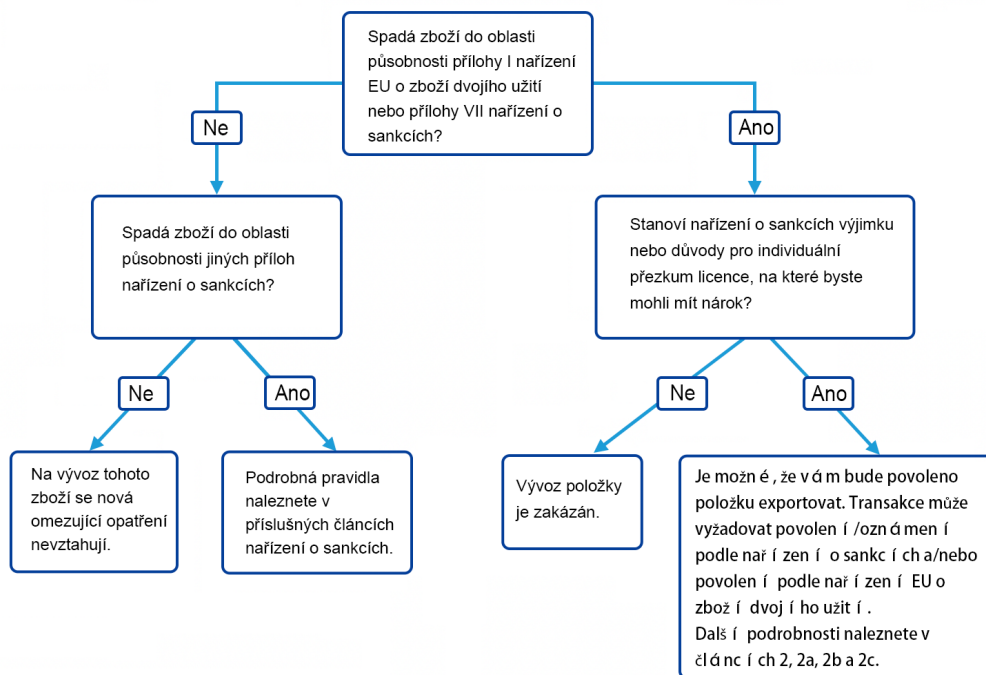 Spadá zboží do oblasti
působnosti přílohy I nařízení
EU o zboží dvojího užití
nebo přílohy VII nařízení o
sankcích?
Ne
Ano
Spadá zboží do oblasti
působnosti jiných příloh
nařízení o sankcích?
Stanoví nařízení o sankcích výjimku
nebo důvody pro individuální
přezkum licence, na které byste
mohli mít nárok?
Ne
Ano
Ne
Ano
Na vývoz tohoto
zboží se nová
omezující opatření
nevztahují.
Podrobná pravidla
naleznete v
příslušných článcích
nařízení o sankcích.
Vývoz položky
je zakázán.
Je možné, že vám bude povoleno
položku exportovat. Transakce může
vyžadovat povolení/oznámení
podle nařízení o sankcích a/nebo
povolení podle nařízení EU o
zboží dvojího užití.
Další podrobnosti naleznete v
článcích 2, 2a, 2b a 2c.